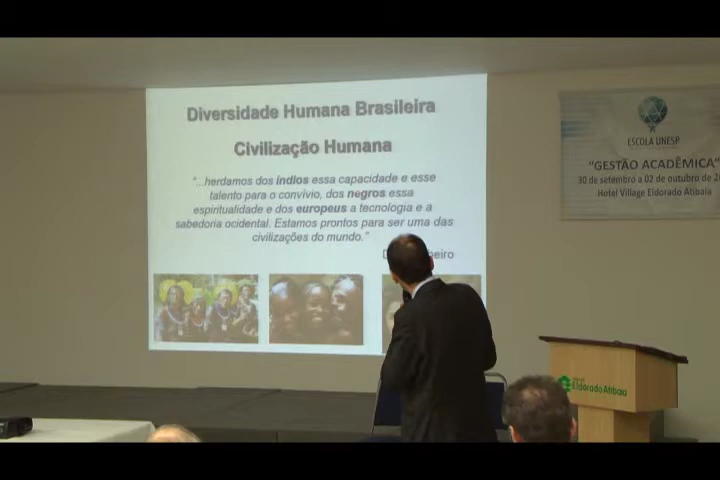 Diversidade Humana Brasileira
Civilização Humana
"...herdamos dos índios essa capacidade e esse
talento para o convívio, dos negros essa
espiritualidade e dos europeus a tecnologia e a
sabedoria ocidental. Estamos prontos para ser uma das
civilizações do mundo."
ESCOLA UNESP
"GESTÃO ACADÊMICA"
30 de setembro a 02 de outubro de
Hotel Village Eldorado Atibaia
Eldorado Atibaia